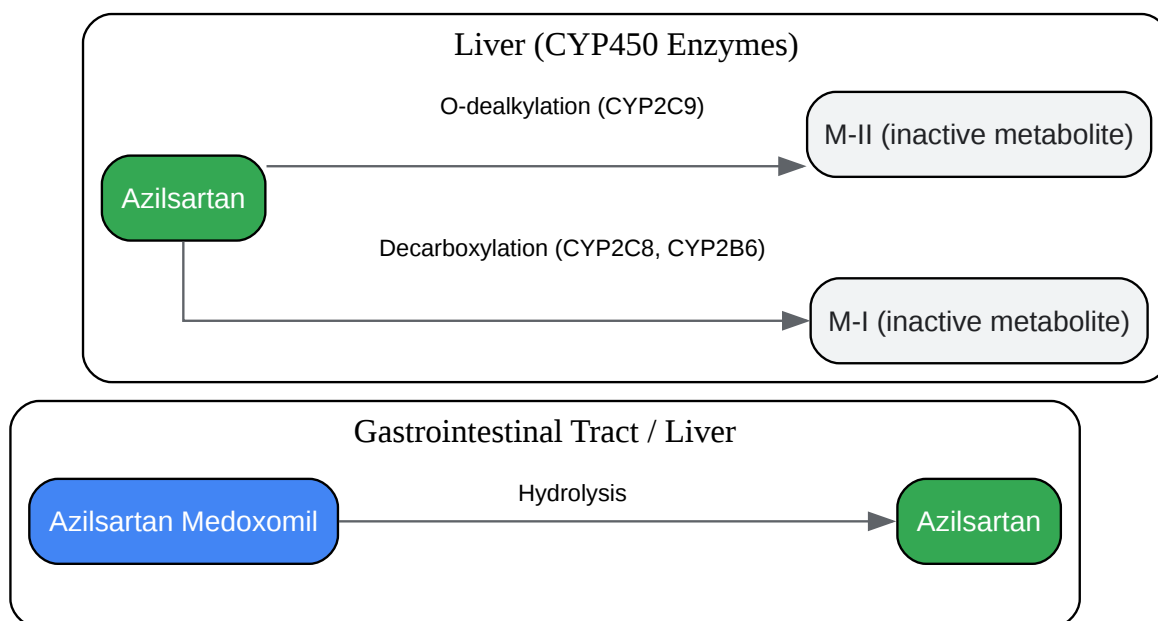 Liver (CYP450 Enzymes)
O-dealkylation (CYP2C9)
M-II (inactive metabolite)
Azilsartan
Decarboxylation (CYP2C8, CYP2B6)
M-I (inactive metabolite)
Gastrointestinal Tract / Liver
Hydrolysis
Azilsartan Medoxomil
Azilsartan